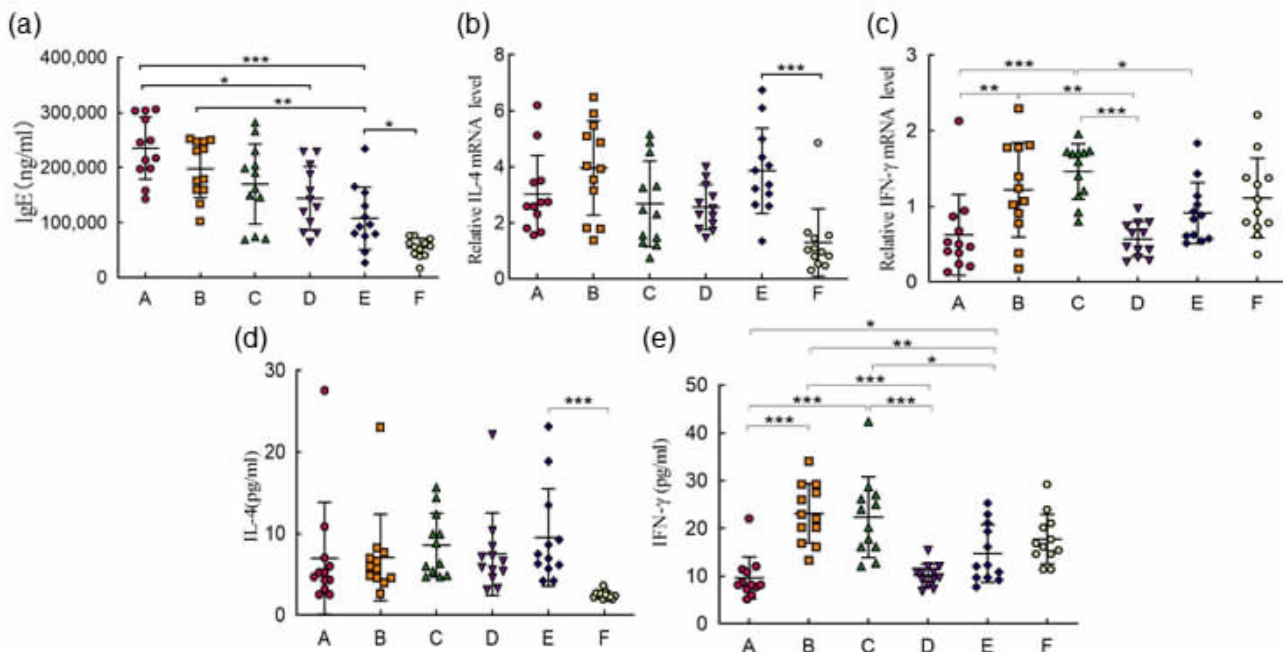 (a)
IgE (ng/ml)
400,000
300,000
200,000
100,000
0
***
*
**
*
A B C D E F
(b)
Relative IL-4 mRNA level
8
6
4
2
0
***
A B C D E F
(c)
Relative IFN-γ mRNA level
3
2
1
0
*** *
** **
***
A B C D E F
(d)
IL-4(pg/ml)
30
20
10
0
***
A B C D E F
(e)
IFN-γ (pg/ml)
50
40
30
20
10
0
*
**
*
***
*** ***
***
A B C D E F